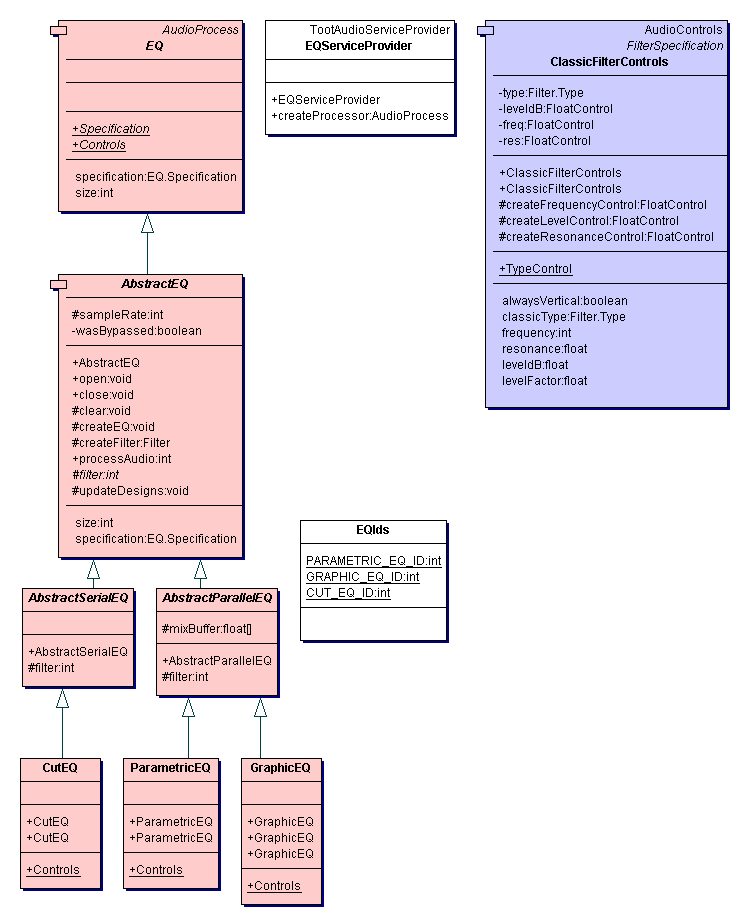 AudioProcess
EQ
+Specification
+Controls
specification:EQ.Specification
size:int
TootAudioServiceProvider
EQServiceProvider
+EQServiceProvider
+createProcessor:AudioProcess
AudioControls
FilterSpecification
ClassicFilterControls
-type:Filter.Type
-leveldB:FloatControl
-freq:FloatControl
-res:FloatControl
+ClassicFilterControls
+ClassicFilterControls
#createFrequencyControl:FloatControl
#createLevelControl:FloatControl
#createResonanceControl:FloatControl
+TypeControl
alwaysVertical:boolean
classicType:Filter.Type
frequency:int
resonance:float
leveldB:float
levelFactor:float
AbstractEQ
#sampleRate:int
-wasBypassed:boolean
+AbstractEQ
+open:void
+close:void
#clear:void
#createEQ:void
#createFilter:Filter
+processAudio:int
#filter:int
#updateDesigns:void
size:int
specification:EQ.Specification
EQIds
PARAMETRIC_EQ_ID:int
GRAPHIC_EQ_ID:int
CUT_EQ_ID:int
AbstractSerialEQ
+AbstractSerialEQ
#filter:int
AbstractParallelEQ
#mixBuffer:float[]
+AbstractParallelEQ
#filter:int
CutEQ
+CutEQ
+CutEQ
+Controls
ParametricEQ
+ParametricEQ
+ParametricEQ
+Controls
GraphicEQ
+GraphicEQ
+GraphicEQ
+GraphicEQ
+Controls